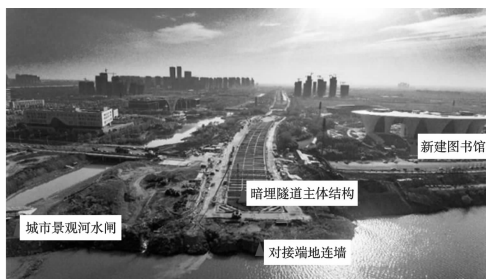 新建图书馆
暗埋隧道主体结构
城市景观河水闸
对接端地连墙